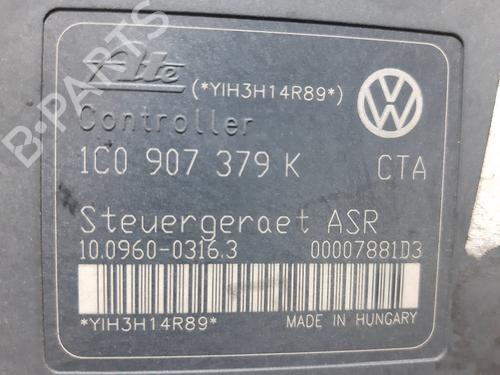 Ate (*YIH3H14R89*)
Controller
1C0 907 379 K CTA
Steuergeraet ASR
10.0960-0316.3 00007881D3
*YIH3H14R89* MADE IN HUNGARY
B-PARTS